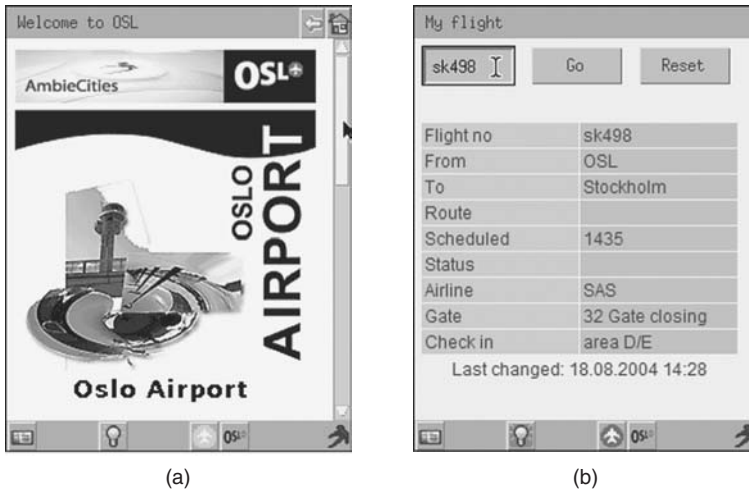 Welcome to OSL
AmbieCities
OSL
OSLO
AIRPORT
Oslo Airport
OSL
(a)
My flight
sk498
Go
Reset
Flight no sk498
From OSL
To Stockholm
Route
Scheduled 1435
Status
Airline SAS
Gate 32 Gate closing
Check in area D/E
Last changed: 18.08.2004 14:28
OSL
(b)